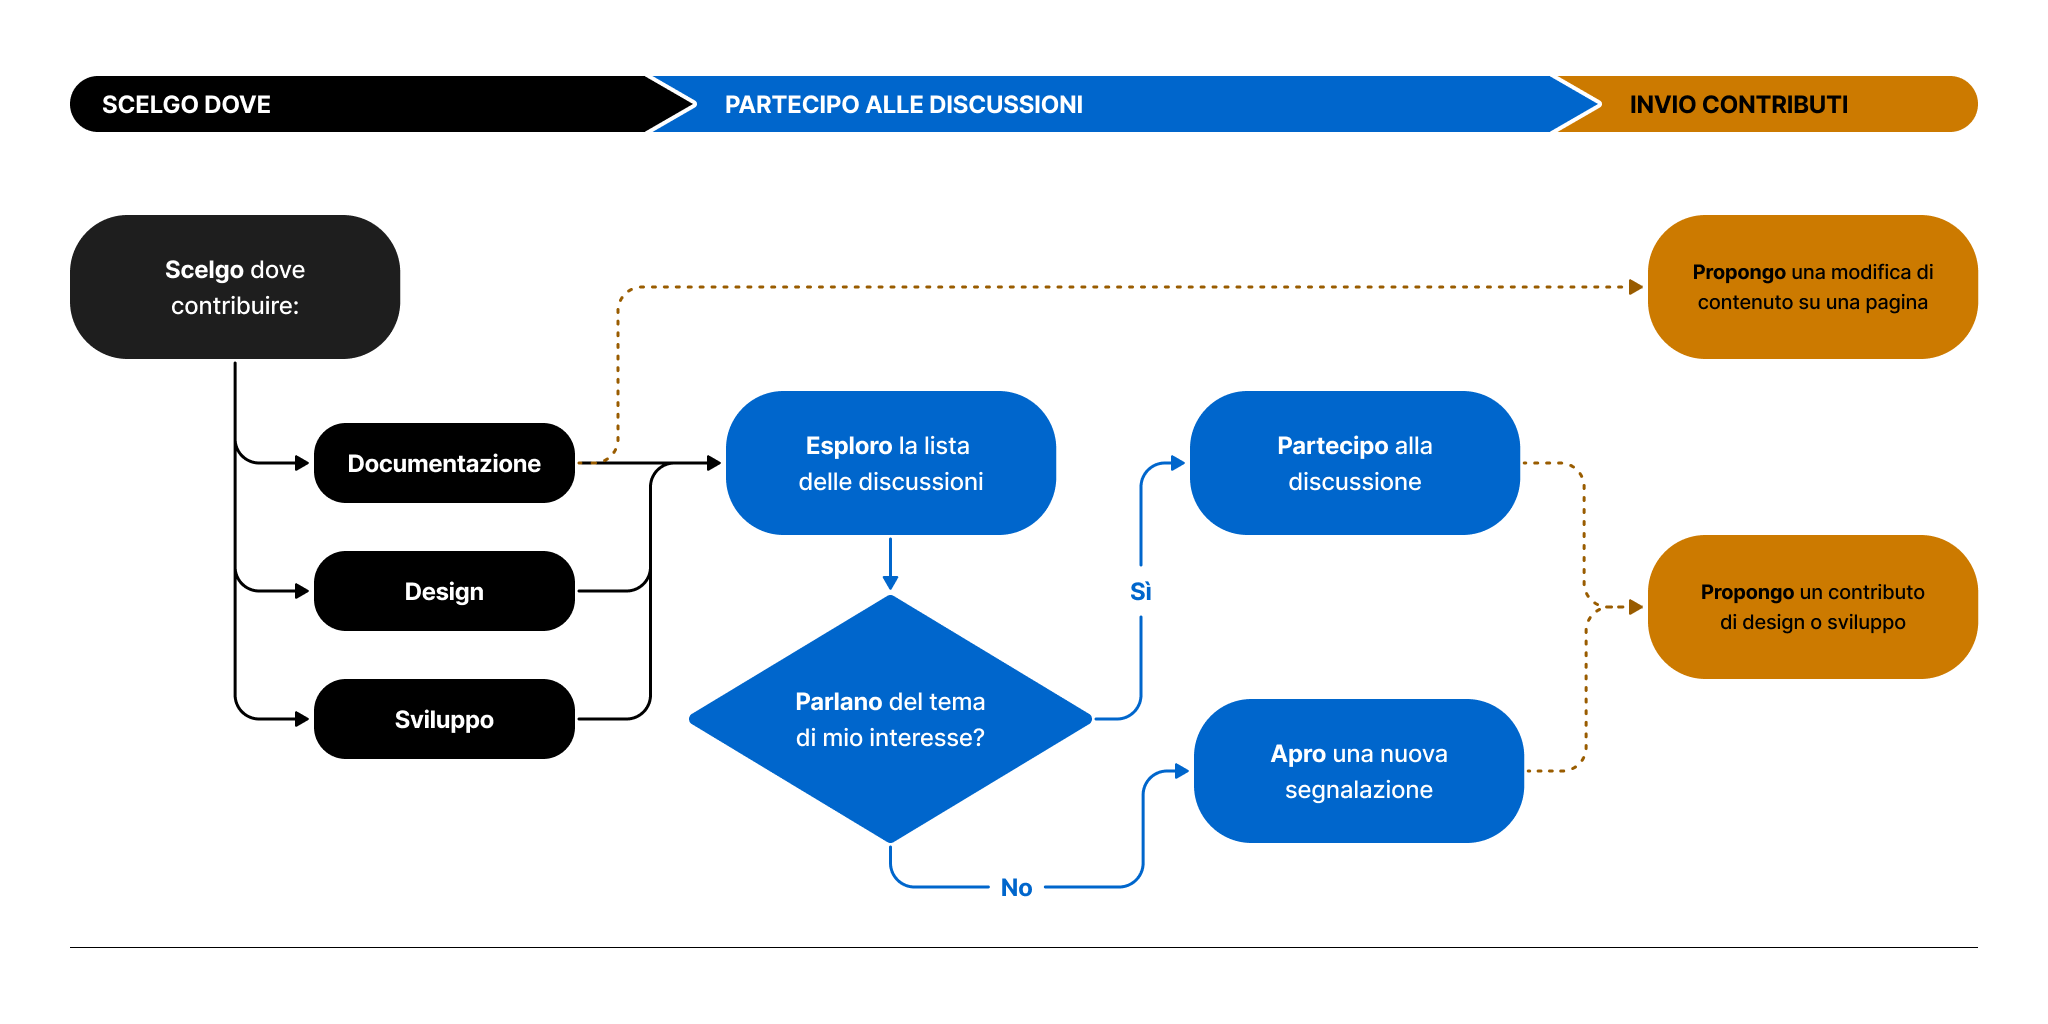 SCELGO DOVE
PARTECIPO ALLE DISCUSSIONI
INVIO CONTRIBUTI
Scelgo dove
contribuire:
Documentazione
Design
Sviluppo
Esploro la lista
delle discussioni
Parlano del tema
di mio interesse?
Sì
No
Partecipo alla
discussione
Apro una nuova
segnalazione
Propongo una modifica di
contenuto su una pagina
Propongo un contributo
di design o sviluppo